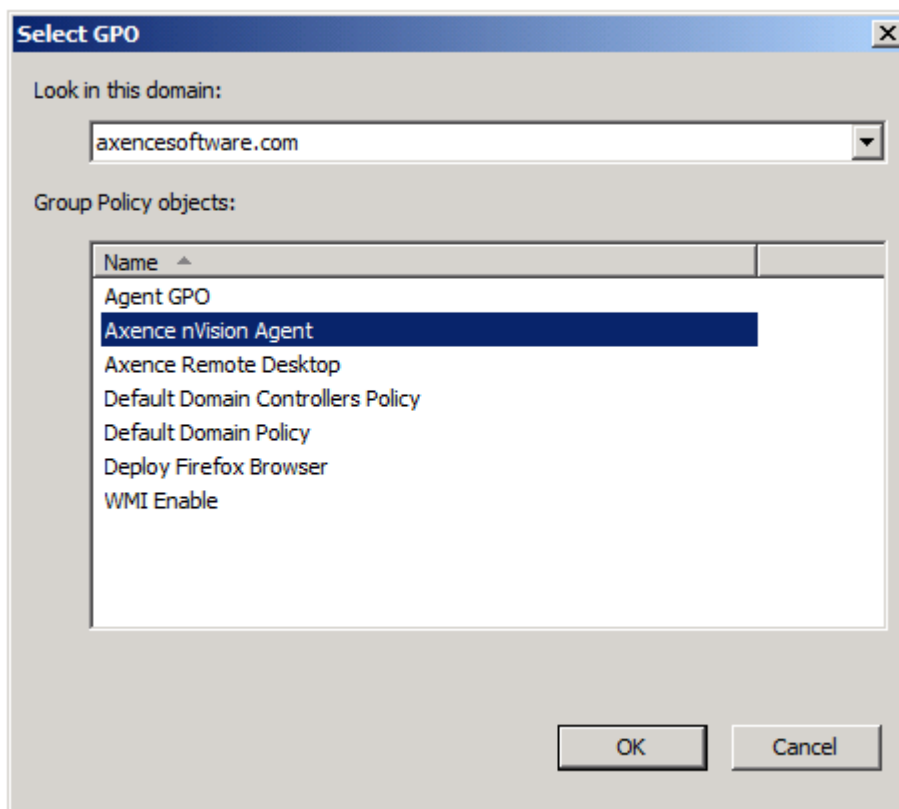 Select GPO
Look in this domain:
axencesoftware.com
Group Policy objects:
Name
Agent GPO
Axence nVision Agent
Axence Remote Desktop
Default Domain Controllers Policy
Default Domain Policy
Deploy Firefox Browser
WMI Enable
OK Cancel